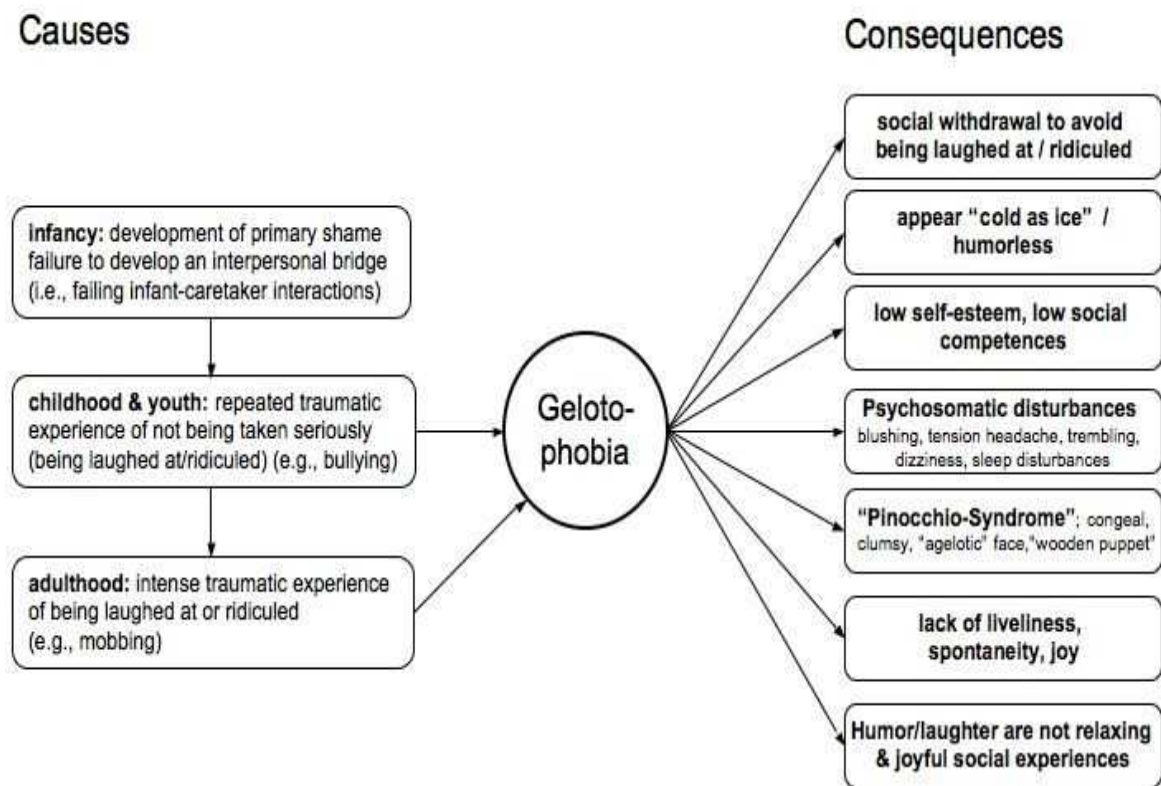 Causes
Consequences
infancy: development of primary shame
failure to develop an interpersonal bridge
(i.e., failing infant-caretaker interactions)
childhood & youth: repeated traumatic
experience of not being taken seriously
(being laughed at/ridiculed) (e.g., bullying)
adulthood: intense traumatic experience
of being laughed at or ridiculed
(e.g., mobbing)
Geloto-
phobia
social withdrawal to avoid
being laughed at / ridiculed
appear “cold as ice” /
humorless
low self-esteem, low social
competences
Psychosomatic disturbances
blushing, tension headache, trembling,
dizziness, sleep disturbances
“Pinocchio-Syndrome”; congeal,
clumsy, “agelotic” face,“wooden puppet”
lack of liveliness,
spontaneity, joy
Humor/laughter are not relaxing
& joyful social experiences